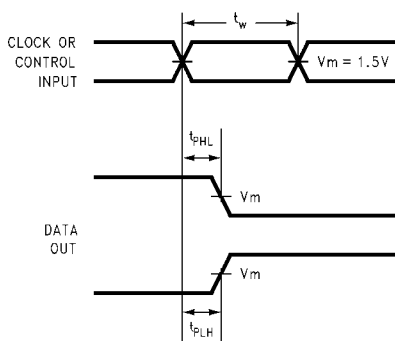 t_w
CLOCK OR
CONTROL
INPUT
Vm = 1.5V
t_PHL
Vm
DATA
OUT
Vm
t_PLH